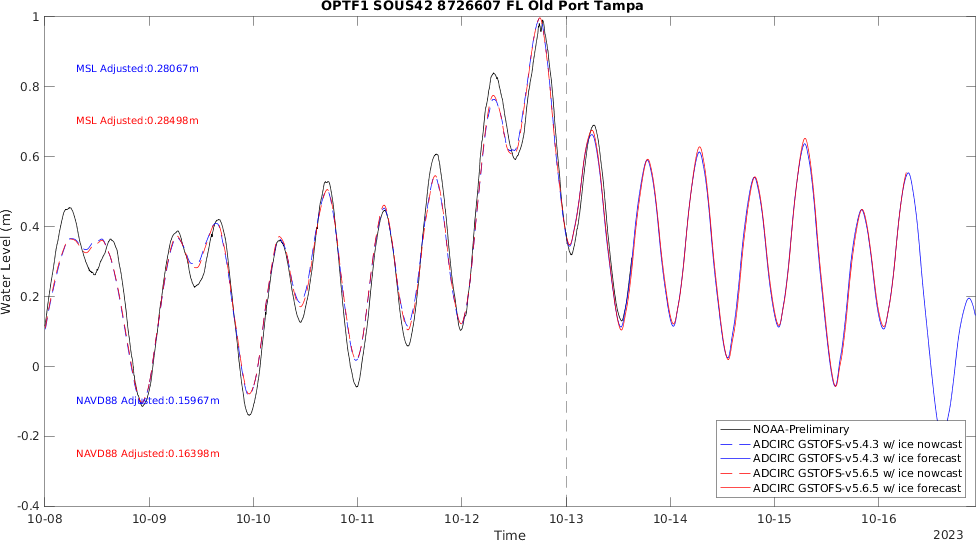 OPTF1 SOUS42 8726607 FL Old Port Tampa
MSL Adjusted:0.28067m
MSL Adjusted:0.28498m
NAVD88 Adjusted:0.15967m
NAVD88 Adjusted:0.16398m
Water Level (m)
1
0.8
0.6
0.4
0.2
0
-0.2
-0.4
NOAA-Preliminary
ADCIRC GSTOFS-v5.4.3 w/ ice nowcast
ADCIRC GSTOFS-v5.4.3 w/ ice forecast
ADCIRC GSTOFS-v5.6.5 w/ ice nowcast
ADCIRC GSTOFS-v5.6.5 w/ ice forecast
10-08 10-09 10-10 10-11 10-12 10-13 10-14 10-15 10-16
Time
2023